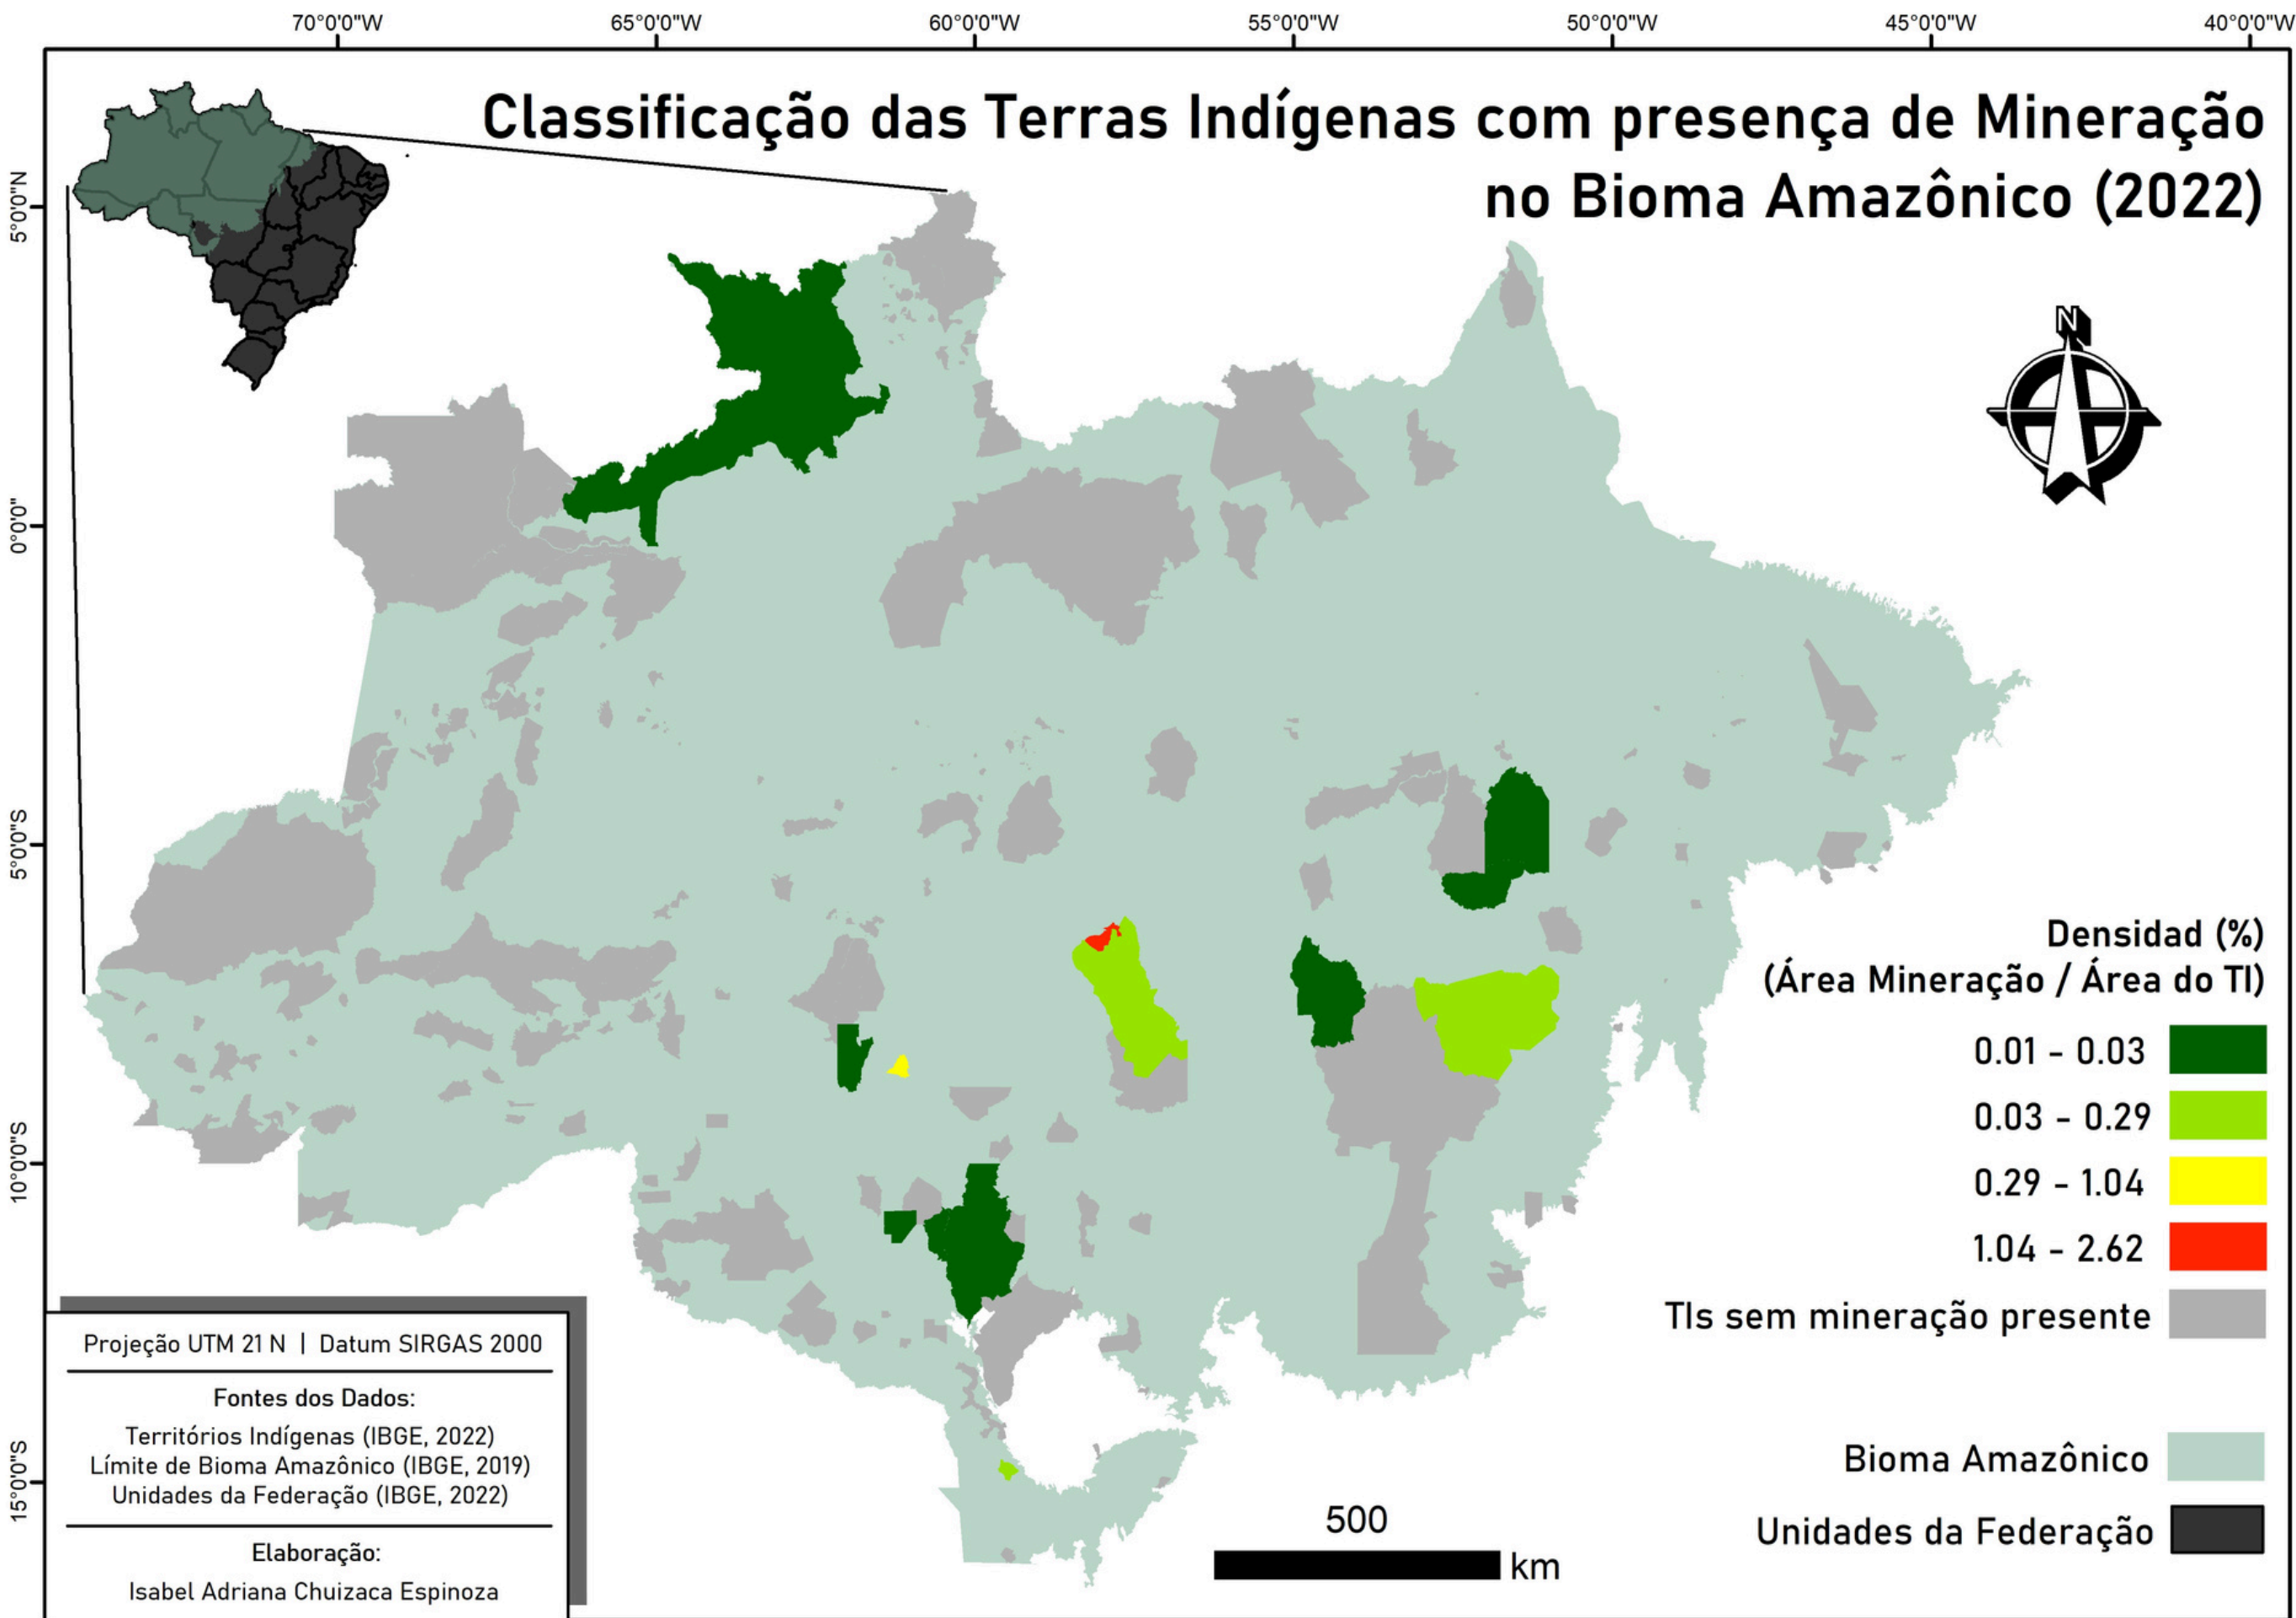 70°0'0"W
65°0'0"W
60°0'0"W
55°0'0"W
50°0'0"W
45°0'0"W
40°0'0"W
Classificação das Terras Indígenas com presença de Mineração
no Bioma Amazônico (2022)
5°0'0"N
0°0'0"
5°0'0"S
10°0'0"S
15°0'0"S
N
Densidad (%)
(Área Mineração / Área do TI)
0.01 - 0.03
0.03 - 0.29
0.29 - 1.04
1.04 - 2.62
TIs sem mineração presente
Bioma Amazônico
Unidades da Federação
500
km
Projeção UTM 21 N | Datum SIRGAS 2000
Fontes dos Dados:
Territórios Indígenas (IBGE, 2022)
Límite de Bioma Amazônico (IBGE, 2019)
Unidades da Federação (IBGE, 2022)
Elaboração:
Isabel Adriana Chuizaca Espinoza